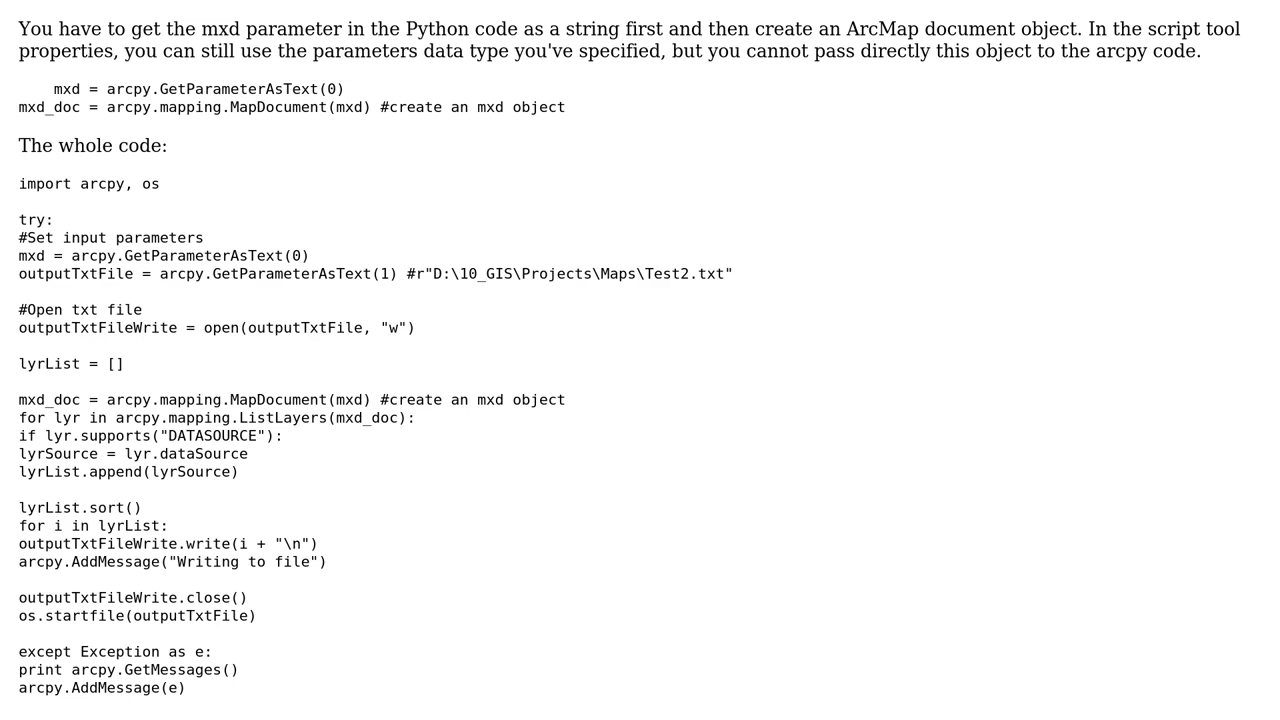 You have to get the mxd parameter in the Python code as a string first and then create an ArcMap document object. In the script tool
properties, you can still use the parameters data type you've specified, but you cannot pass directly this object to the arcpy code.
    mxd = arcpy.GetParameterAsText(0)
mxd_doc = arcpy.mapping.MapDocument(mxd) #create an mxd object
The whole code:
import arcpy, os
try:
#Set input parameters
mxd = arcpy.GetParameterAsText(0)
outputTxtFile = arcpy.GetParameterAsText(1) #r"D:\10_GIS\Projects\Maps\Test2.txt"
#Open txt file
outputTxtFileWrite = open(outputTxtFile, "w")
lyrList = []
mxd_doc = arcpy.mapping.MapDocument(mxd) #create an mxd object
for lyr in arcpy.mapping.ListLayers(mxd_doc):
if lyr.supports("DATASOURCE"):
lyrSource = lyr.dataSource
lyrList.append(lyrSource)
lyrList.sort()
for i in lyrList:
outputTxtFileWrite.write(i + "\n")
arcpy.AddMessage("Writing to file")
outputTxtFileWrite.close()
os.startfile(outputTxtFile)
except Exception as e:
print arcpy.GetMessages()
arcpy.AddMessage(e)